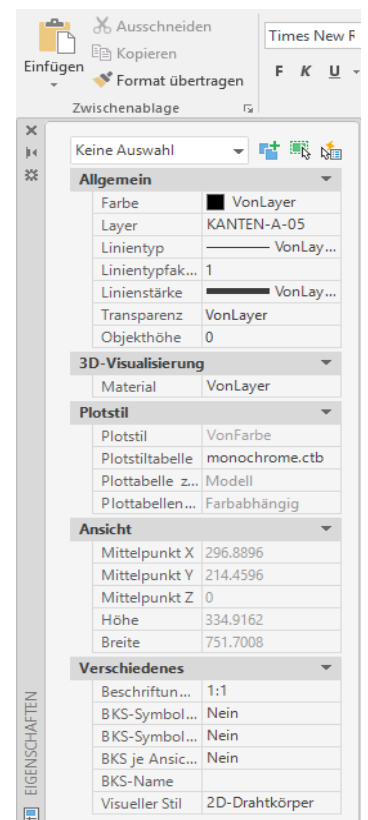 Ausschneiden
Kopieren
Einfügen
Format übertragen
Zwischenablage
Times New R
F K U
Keine Auswahl
Allgemein
Farbe VonLayer
Layer KANTEN-A-05
Linientyp VonLay...
Linientypfak... 1
Linienstärke VonLay...
Transparenz VonLayer
Objekthöhe 0
3D-Visualisierung
Material VonLayer
Plotstil
Plotstil VonFarbe
Plotstiltabelle monochrome.ctb
Plottabelle z... Modell
Plottabellen... Farbabhängig
Ansicht
Mittelpunkt X 296.8896
Mittelpunkt Y 214.4596
Mittelpunkt Z 0
Höhe 334.9162
Breite 751.7008
Verschiedenes
Beschriftun... 1:1
BKS-Symbol... Nein
BKS-Symbol... Nein
BKS je Ansic... Nein
BKS-Name
Visueller Stil 2D-Drahtkörper
EIGENSCHAFTEN